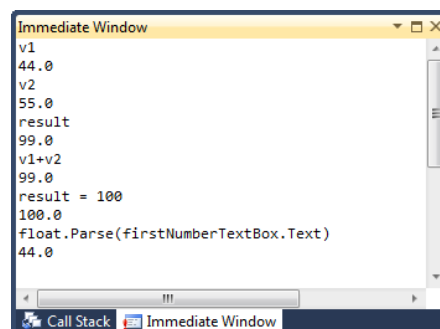 Immediate Window
v1
44.0
v2
55.0
result
99.0
v1+v2
99.0
result = 100
100.0
float.Parse(firstNumberTextBox.Text)
44.0
Call Stack Immediate Window